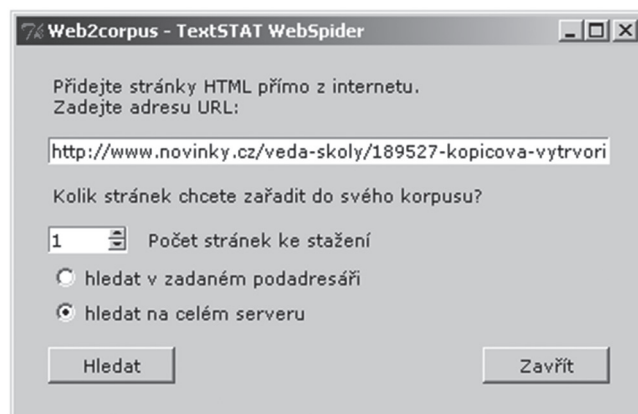 Web2corpus - TextSTAT WebSpider
Přidejte stránky HTML přímo z internetu.
Zadejte adresu URL:
http://www.novinky.cz/veda-skoly/189527-kopicova-vytrvori
Kolik stránek chcete zařadit do svého korpusu?
1 Počet stránek ke stažení
hledat v zadaném podadresáři
hledat na celém serveru
Hledat Zavřít